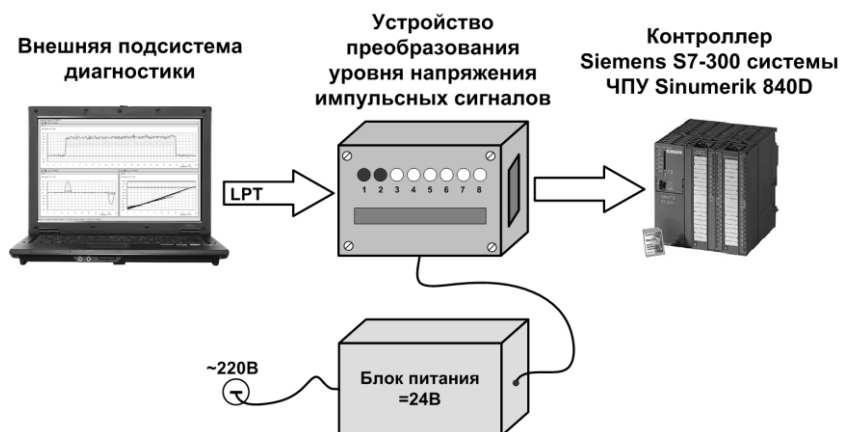 Внешняя подсистема
диагностики
Устройство
преобразования
уровня напряжения
импульсных сигналов
Контроллер
Siemens S7-300 системы
ЧПУ Sinumerik 840D
LPT
1 2 3 4 5 6 7 8
SIEMENS
~220В
Блок питания
=24В